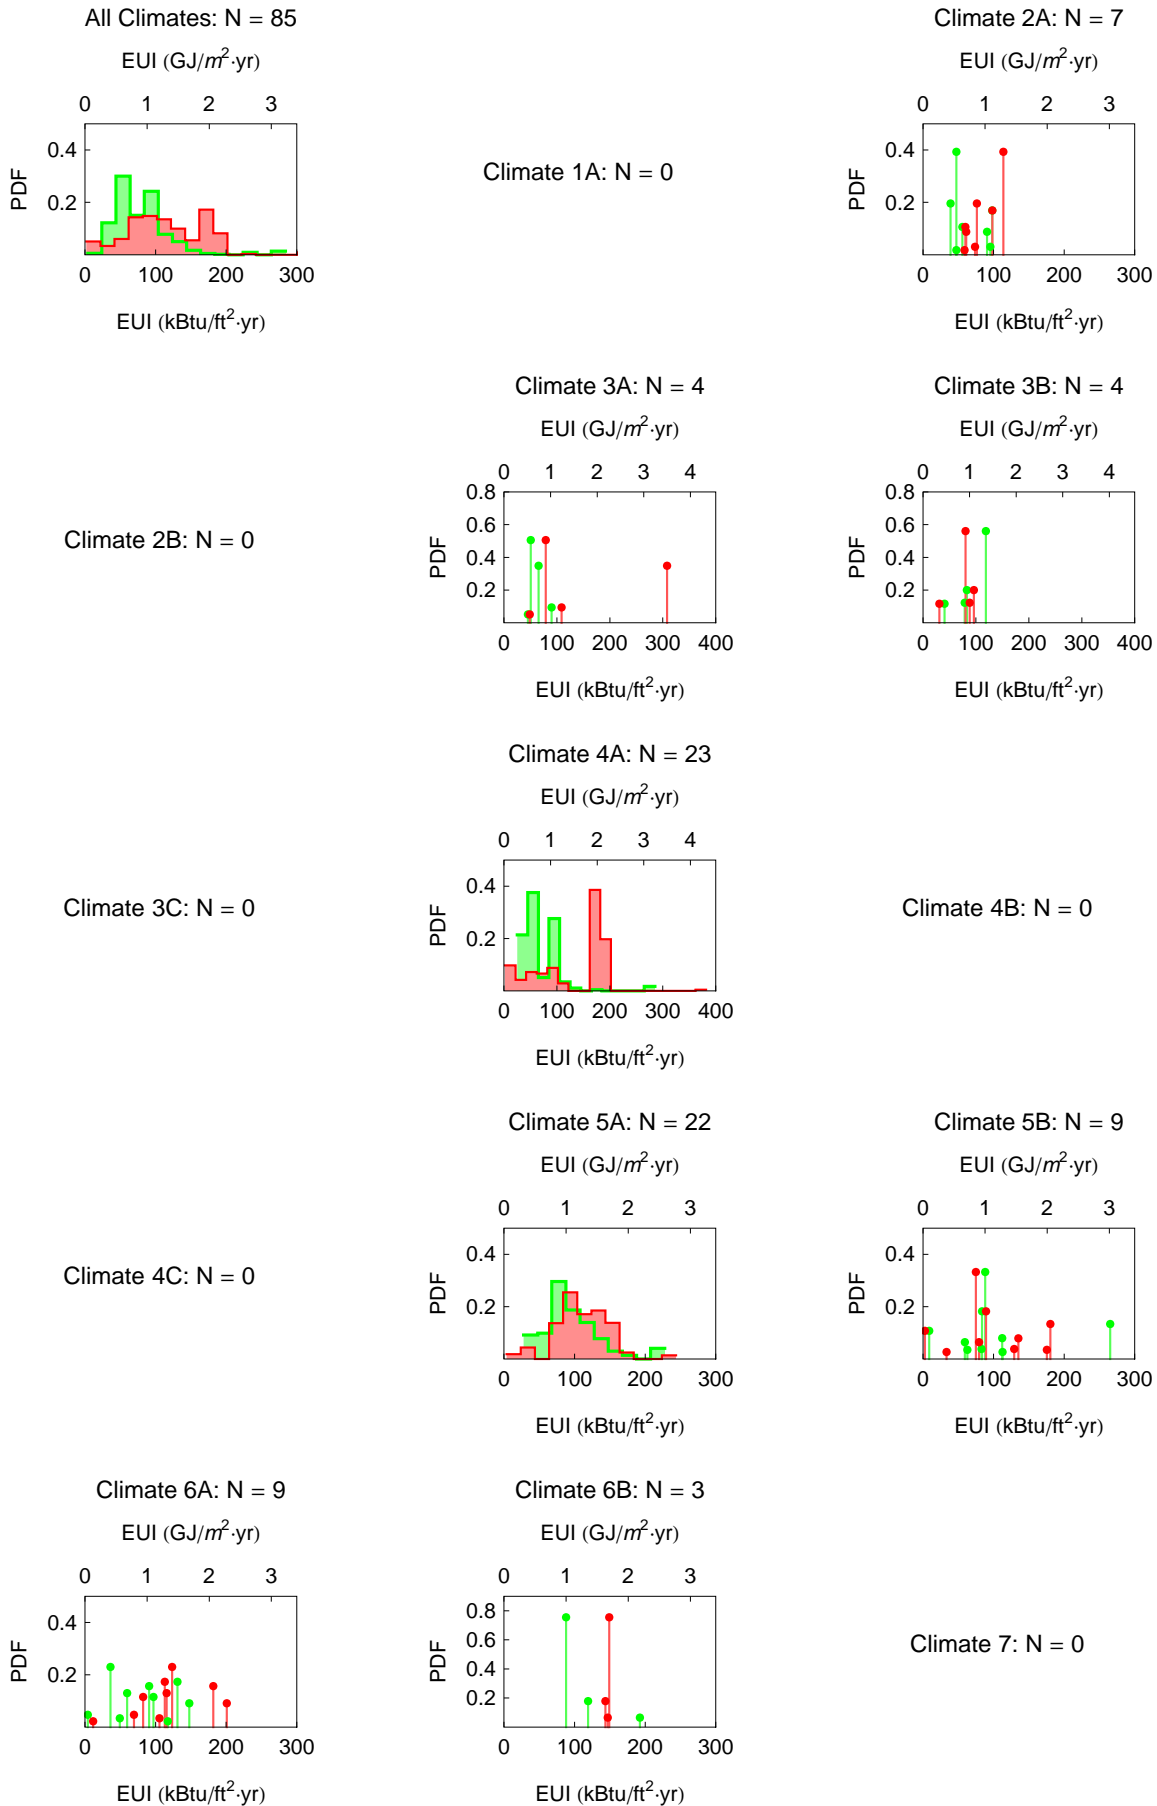 All Climates: N = 85
EUI (GJ/m²·yr)
0 1 2 3
PDF
0.4
0.2
0 100 200 300
EUI (kBtu/ft²·yr)
Climate 1A: N = 0
Climate 2A: N = 7
EUI (GJ/m²·yr)
0 1 2 3
PDF
0.4
0.2
0 100 200 300
EUI (kBtu/ft²·yr)
Climate 2B: N = 0
Climate 3A: N = 4
EUI (GJ/m²·yr)
0 1 2 3 4
PDF
0.8
0.6
0.4
0.2
0 100 200 300 400
EUI (kBtu/ft²·yr)
Climate 3B: N = 4
EUI (GJ/m²·yr)
0 1 2 3 4
PDF
0.8
0.6
0.4
0.2
0 100 200 300 400
EUI (kBtu/ft²·yr)
Climate 3C: N = 0
Climate 4A: N = 23
EUI (GJ/m²·yr)
0 1 2 3 4
PDF
0.4
0.2
0 100 200 300 400
EUI (kBtu/ft²·yr)
Climate 4B: N = 0
Climate 4C: N = 0
Climate 5A: N = 22
EUI (GJ/m²·yr)
0 1 2 3
PDF
0.4
0.2
0 100 200 300
EUI (kBtu/ft²·yr)
Climate 5B: N = 9
EUI (GJ/m²·yr)
0 1 2 3
PDF
0.4
0.2
0 100 200 300
EUI (kBtu/ft²·yr)
Climate 6A: N = 9
EUI (GJ/m²·yr)
0 1 2 3
PDF
0.4
0.2
0 100 200 300
EUI (kBtu/ft²·yr)
Climate 6B: N = 3
EUI (GJ/m²·yr)
0 1 2 3
PDF
0.8
0.6
0.4
0.2
0 100 200 300
EUI (kBtu/ft²·yr)
Climate 7: N = 0